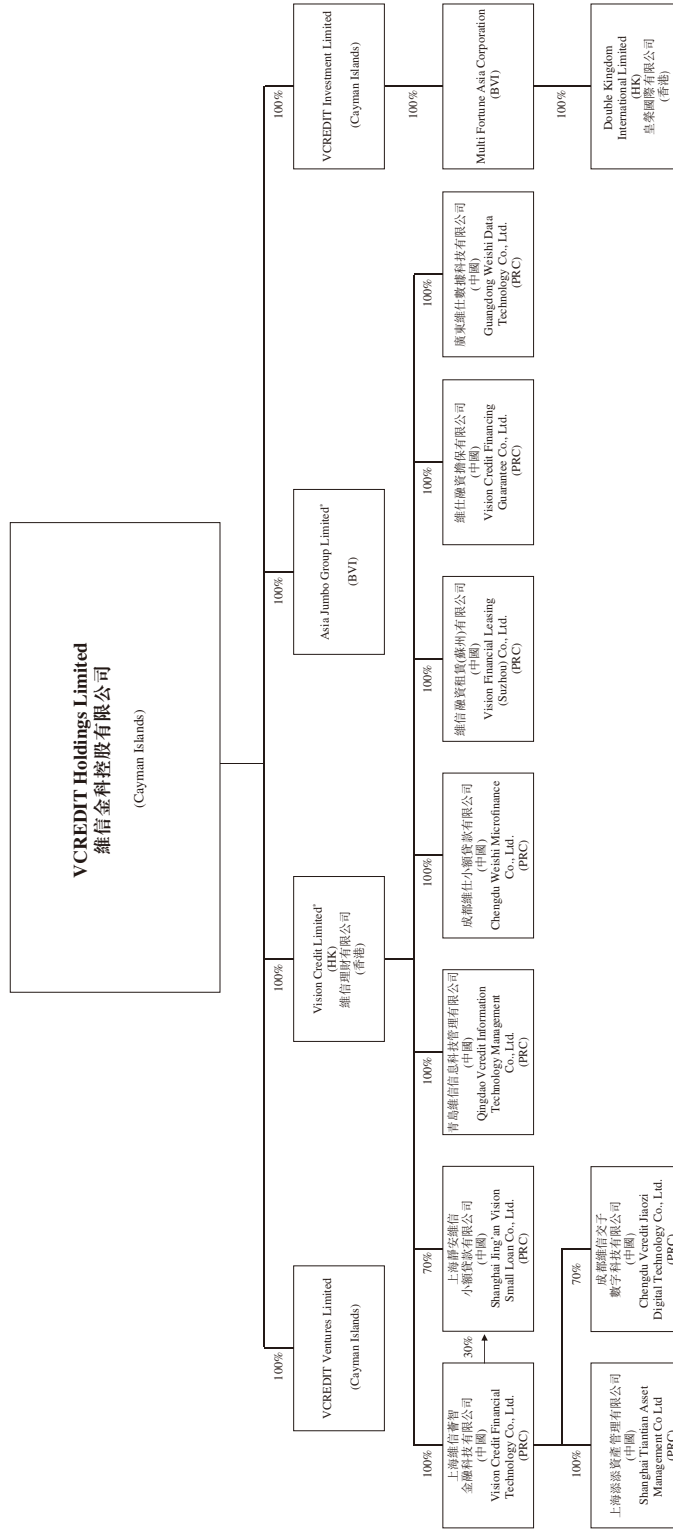 VCREDIT Holdings Limited
維信金科控股有限公司
(Cayman Islands)
100%
100%
100%
100%
VCREDIT Ventures Limited
(Cayman Islands)
Vision Credit Limited*
(HK)
維信理財有限公司
(香港)
Asia Jumbo Group Limited*
(BVI)
VCREDIT Investment Limited
(Cayman Islands)
100%
70%
100%
100%
100%
100%
100%
100%
上海維信薈智
金融科技有限公司
(中國)
Vision Credit Financial
Technology Co., Ltd.
(PRC)
30%
上海靜安維信
小額貸款有限公司
(中國)
Shanghai Jing'an Vision
Small Loan Co., Ltd.
(PRC)
青島維信信息科技管理有限公司
(中國)
Qingdao Vcredit Information
Technology Management
Co., Ltd.
(PRC)
成都維仕小額貸款有限公司
(中國)
Chengdu Weishi Microfinance
Co., Ltd.
(PRC)
維信融資租賃(蘇州)有限公司
(中國)
Vision Financial Leasing
(Suzhou) Co., Ltd.
(PRC)
維仕融資擔保有限公司
(中國)
Vision Credit Financing
Guarantee Co., Ltd.
(PRC)
廣東維仕數據科技有限公司
(中國)
Guangdong Weishi Data
Technology Co., Ltd.
(PRC)
Multi Fortune Asia Corporation
(BVI)
100%
70%
100%
上海添添資產管理有限公司
(中國)
Shanghai Tiantian Asset
Management Co Ltd
(PRC)
成都維信交子
數字科技有限公司
(中國)
Chengdu Vcredit Jiaozi
Digital Technology Co., Ltd.
(PRC)
Double Kingdom
International Limited
(HK)
皇榮國際有限公司
(香港)